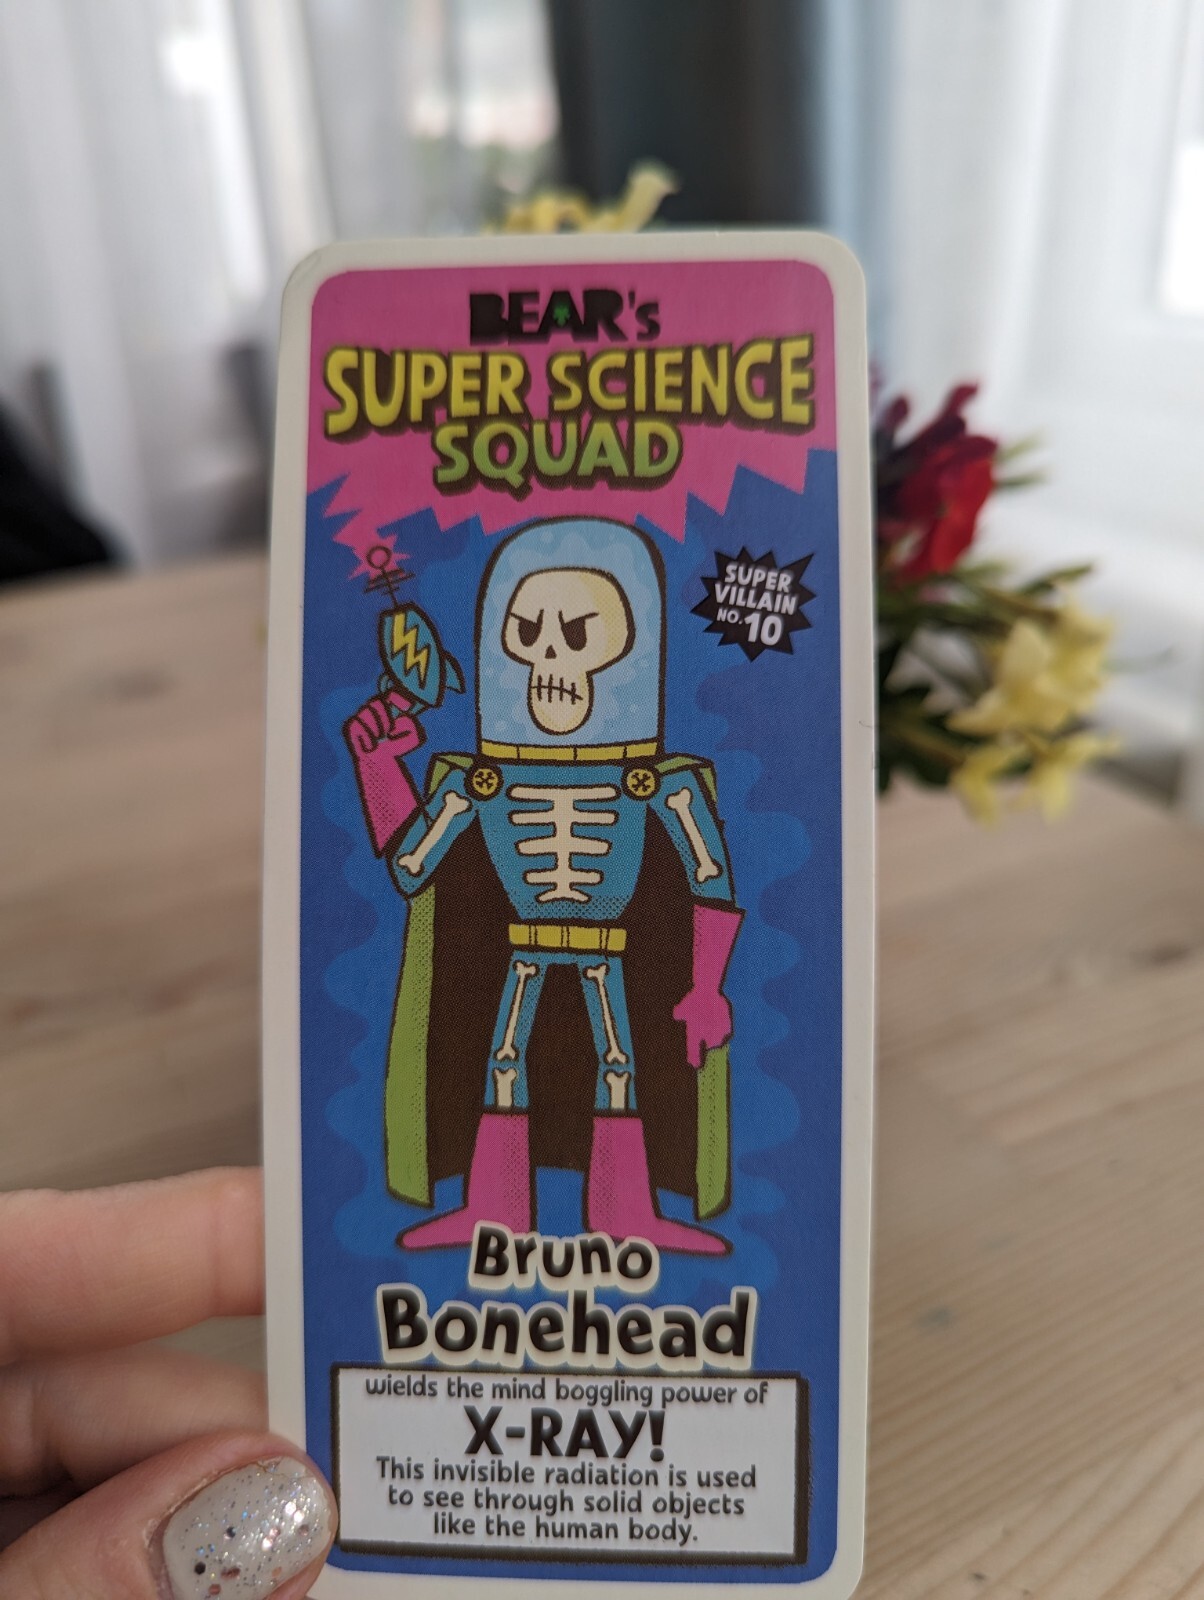 BEAR's
SUPER SCIENCE
SQUAD
SUPER
VILLAIN
NO. 10
Bruno
Bonehead
wields the mind boggling power of
X-RAY!
This invisible radiation is used
to see through solid objects
like the human body.